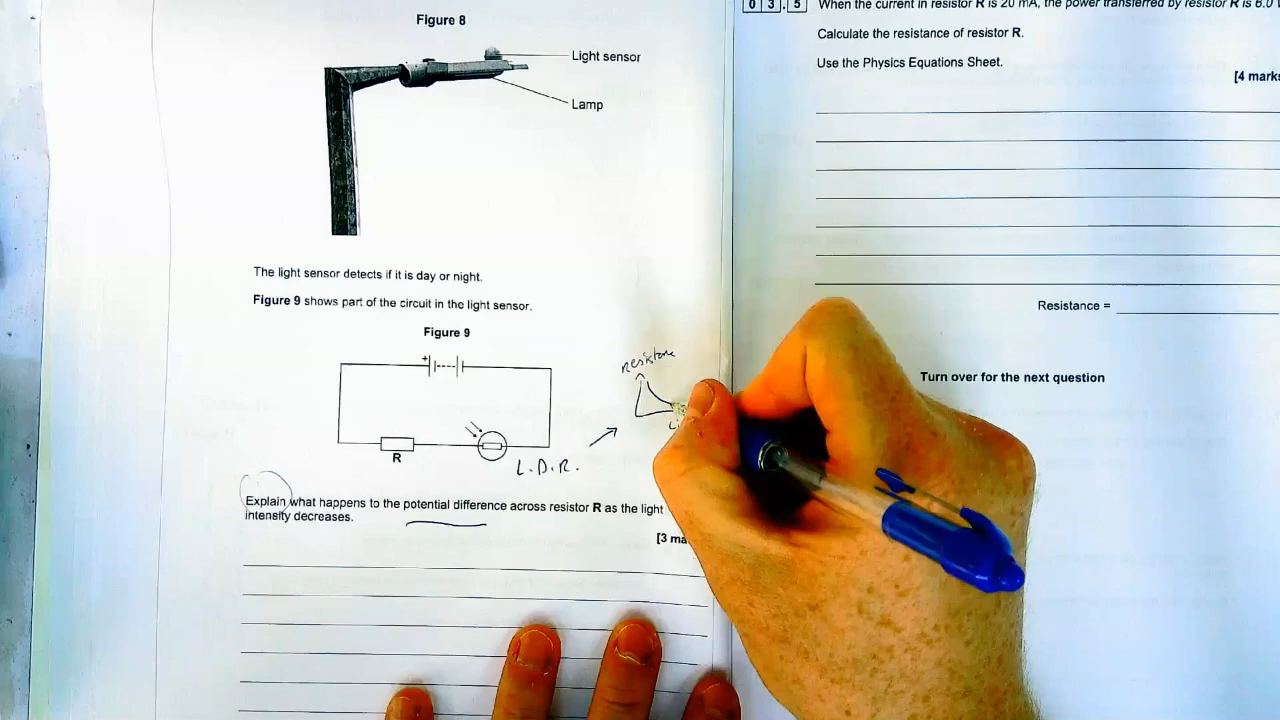 Figure 8
Light sensor
Lamp
The light sensor detects if it is day or night.
Figure 9 shows part of the circuit in the light sensor.
Figure 9
+
R
L.D.R.
resistance
Explain what happens to the potential difference across resistor R as the light
intensity decreases.
[3 ma
0 3 . 5 When the current in resistor R is 20 mA, the power transferred by resistor R is 6.0
Calculate the resistance of resistor R.
Use the Physics Equations Sheet.
[4 marks
Resistance =
Turn over for the next question